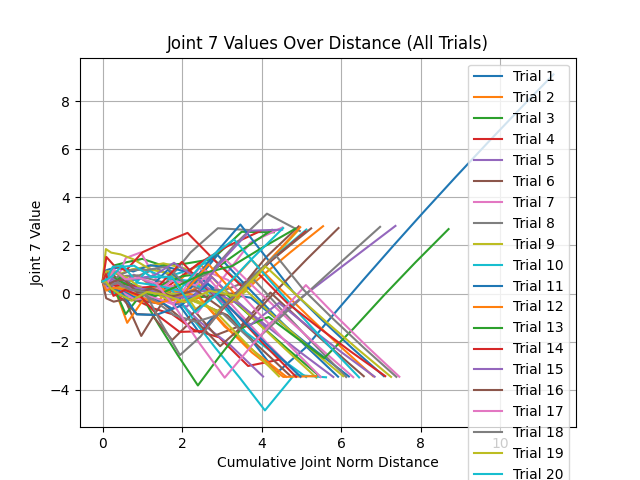 Joint 7 Values Over Distance (All Trials)
Joint 7 Value
8
6
4
2
0
−2
−4
0
2
4
6
8
10
Cumulative Joint Norm Distance
Trial 1
Trial 2
Trial 3
Trial 4
Trial 5
Trial 6
Trial 7
Trial 8
Trial 9
Trial 10
Trial 11
Trial 12
Trial 13
Trial 14
Trial 15
Trial 16
Trial 17
Trial 18
Trial 19
Trial 20